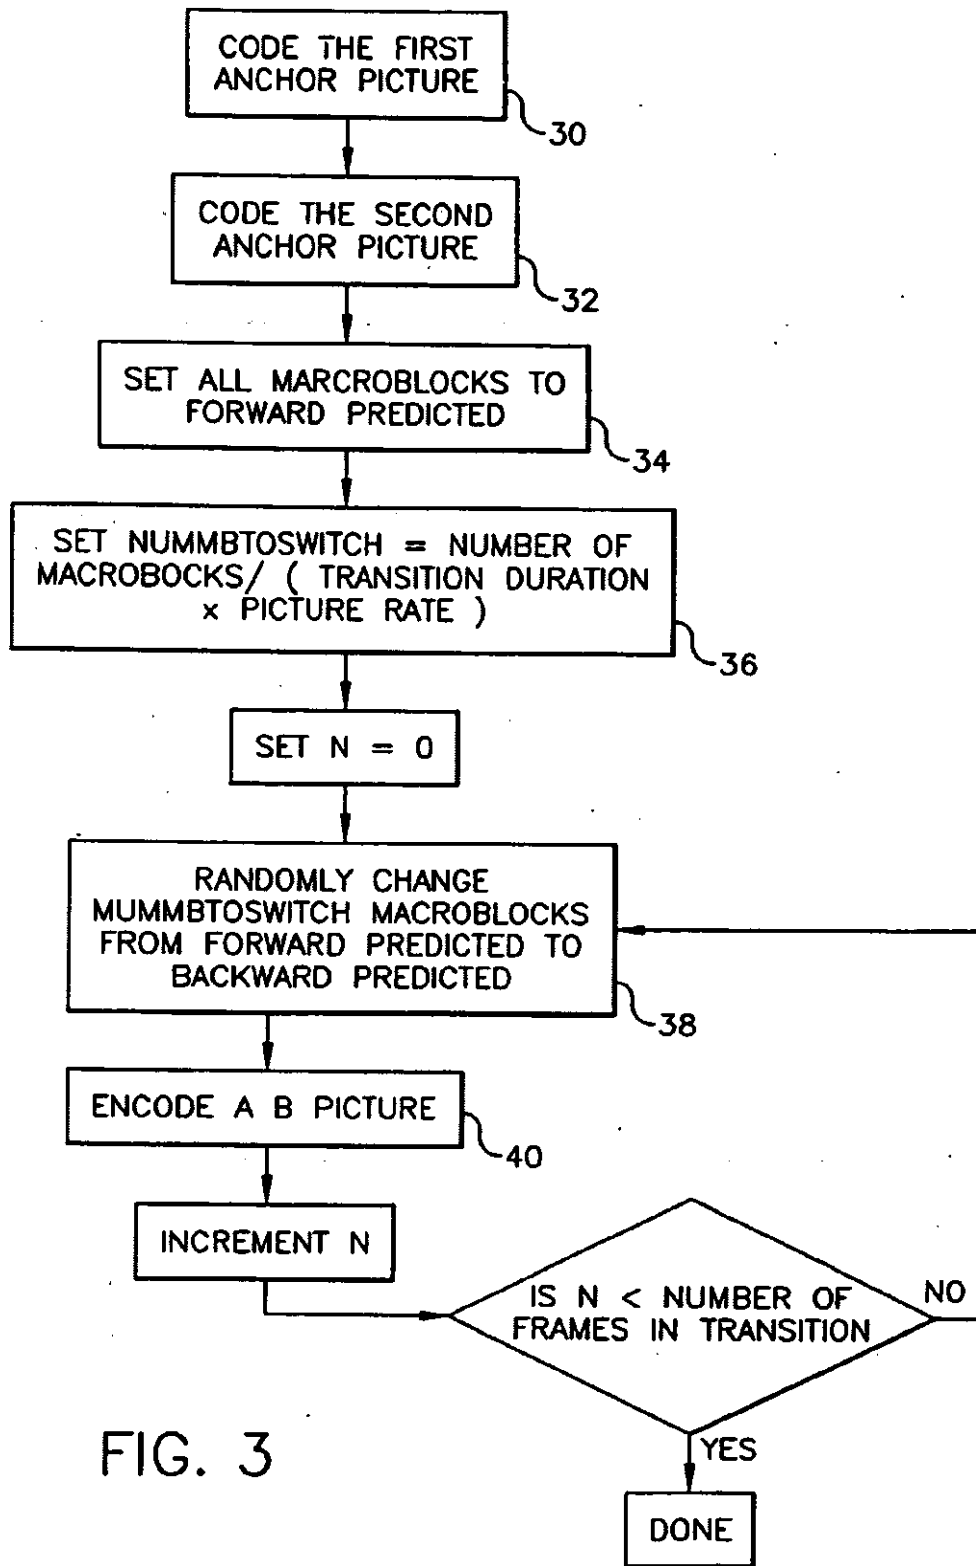 CODE THE FIRST
ANCHOR PICTURE
30
CODE THE SECOND
ANCHOR PICTURE
32
SET ALL MARCROBLOCKS TO
FORWARD PREDICTED
34
SET NUMMBTOSWITCH = NUMBER OF
MACROBOCKS/ ( TRANSITION DURATION
x PICTURE RATE )
36
SET N = 0
RANDOMLY CHANGE
MUMMBTOSWITCH MACROBLOCKS
FROM FORWARD PREDICTED TO
BACKWARD PREDICTED
38
ENCODE A B PICTURE
40
INCREMENT N
IS N < NUMBER OF
FRAMES IN TRANSITION
NO
YES
DONE
FIG. 3